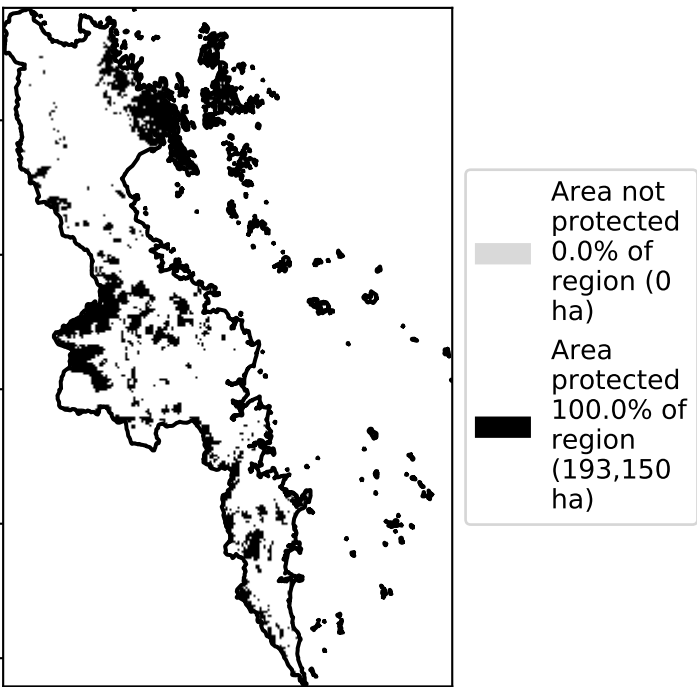 Area not
protected
0.0% of
region (0
ha)
Area
protected
100.0% of
region
(193,150
ha)